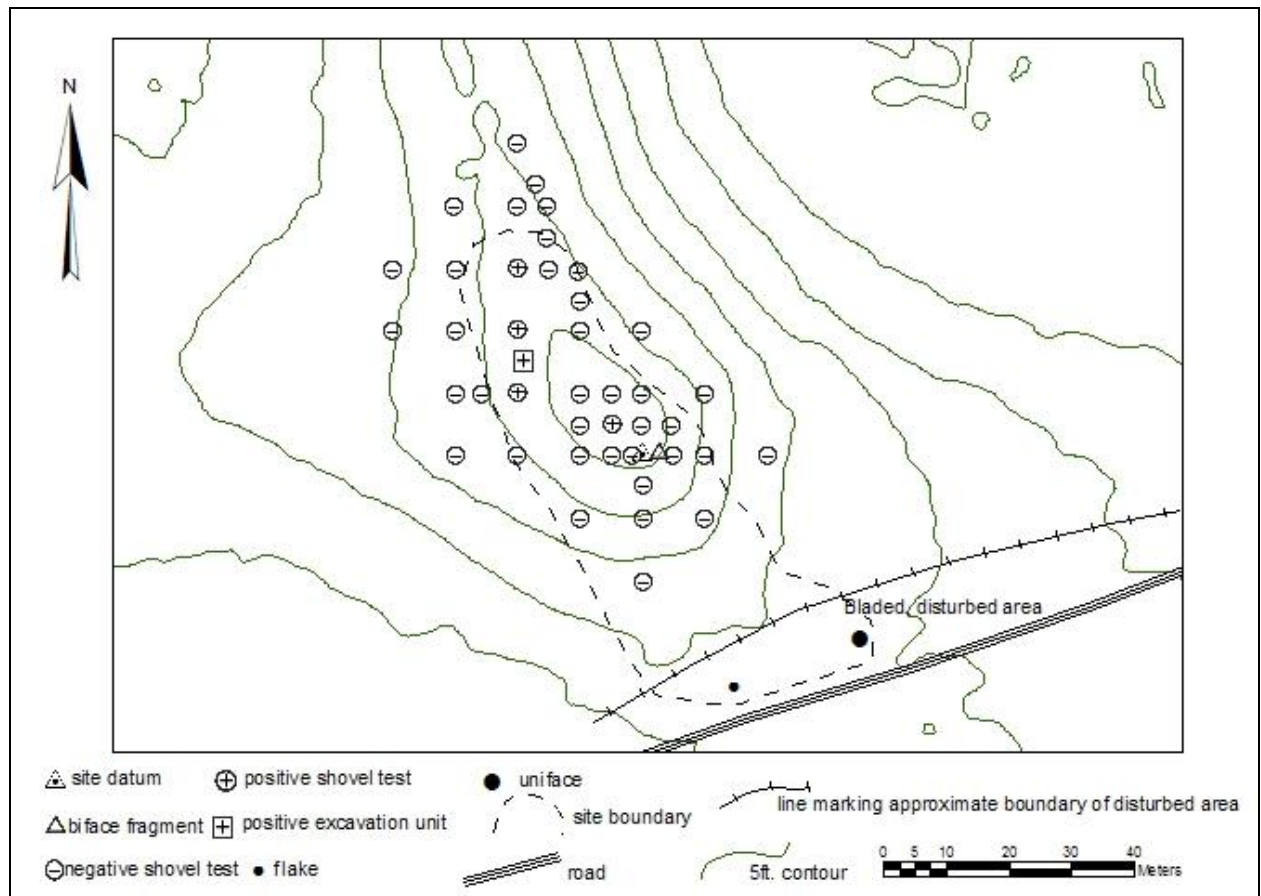 N
Bladed, disturbed area
site datum
positive shovel test
uniface
line marking approximate boundary of disturbed area
biface fragment
positive excavation unit
site boundary
negative shovel test
flake
road
5ft. contour
0 5 10 20 30 40
Meters